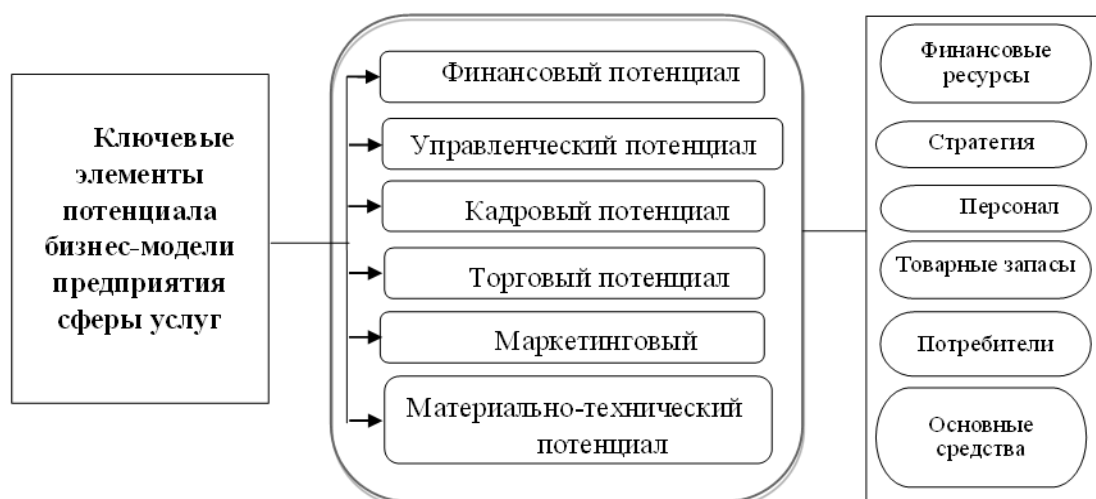 Ключевые
элементы
потенциала
бизнес-модели
предприятия
сферы услуг
Финансовый потенциал
Управленческий потенциал
Кадровый потенциал
Торговый потенциал
Маркетинговый
Материально-технический
потенциал
Финансовые
ресурсы
Стратегия
Персонал
Товарные запасы
Потребители
Основные
средства